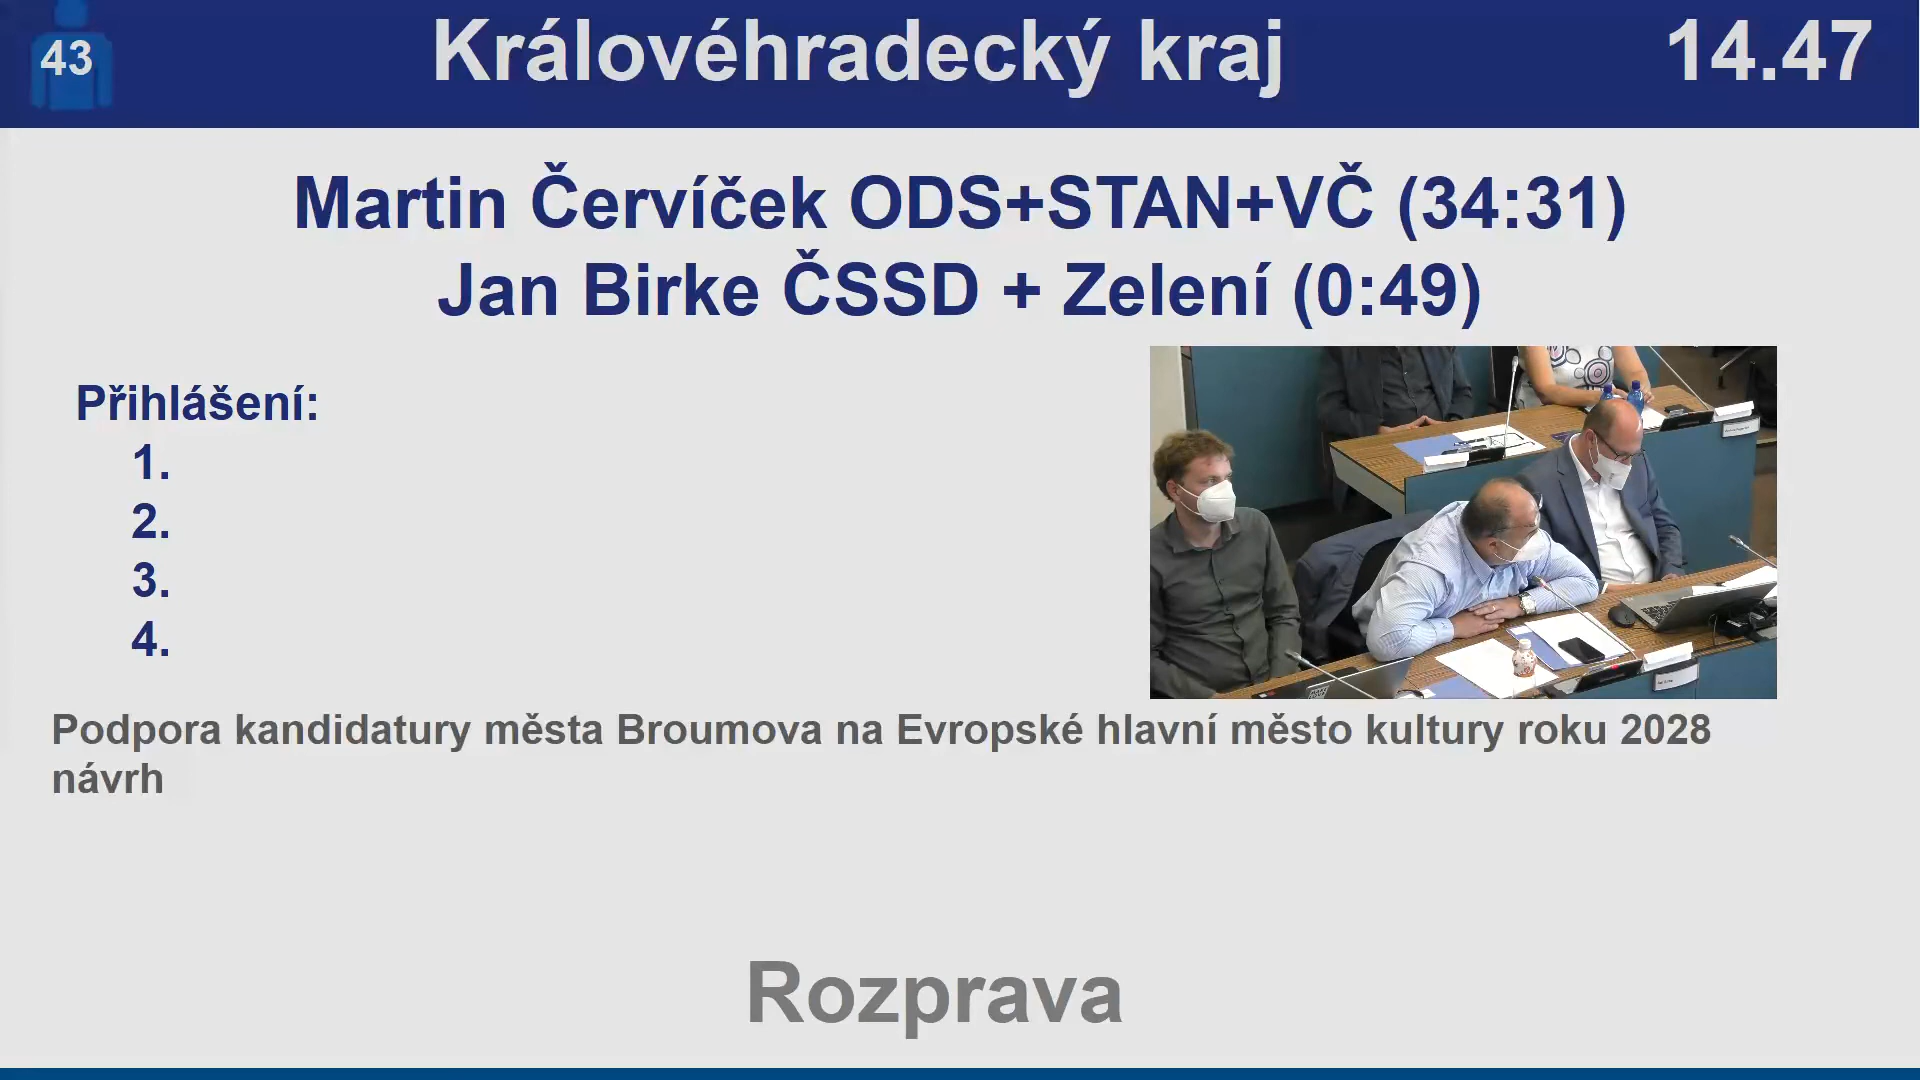 43
Královéhradecký kraj
14.47
Martin Červíček ODS+STAN+VČ (34:31)
Jan Birke ČSSD + Zelení (0:49)
Přihlášení:
1.
2.
3.
4.
Podpora kandidatury města Broumova na Evropské hlavní město kultury roku 2028
návrh
Rozprava